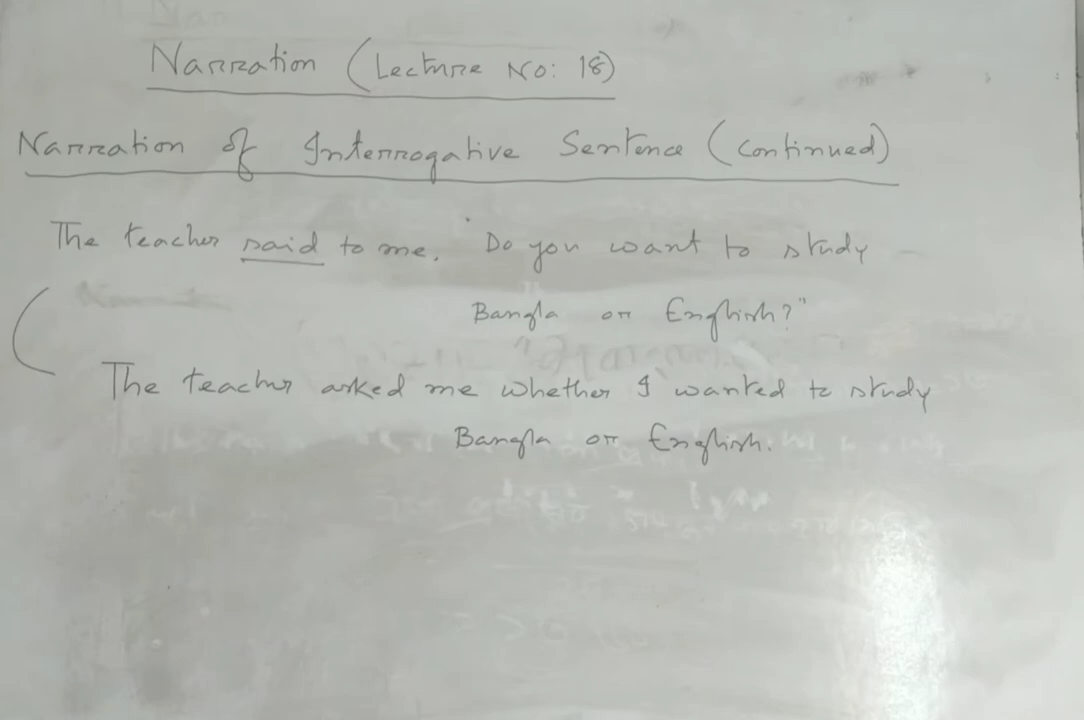 Narration (Lecture No: 18)
Narration of Interrogative Sentence (Continued)
The teacher said to me, "Do you want to study
Bangla or English?"
The teacher asked me whether I wanted to study
Bangla or English.